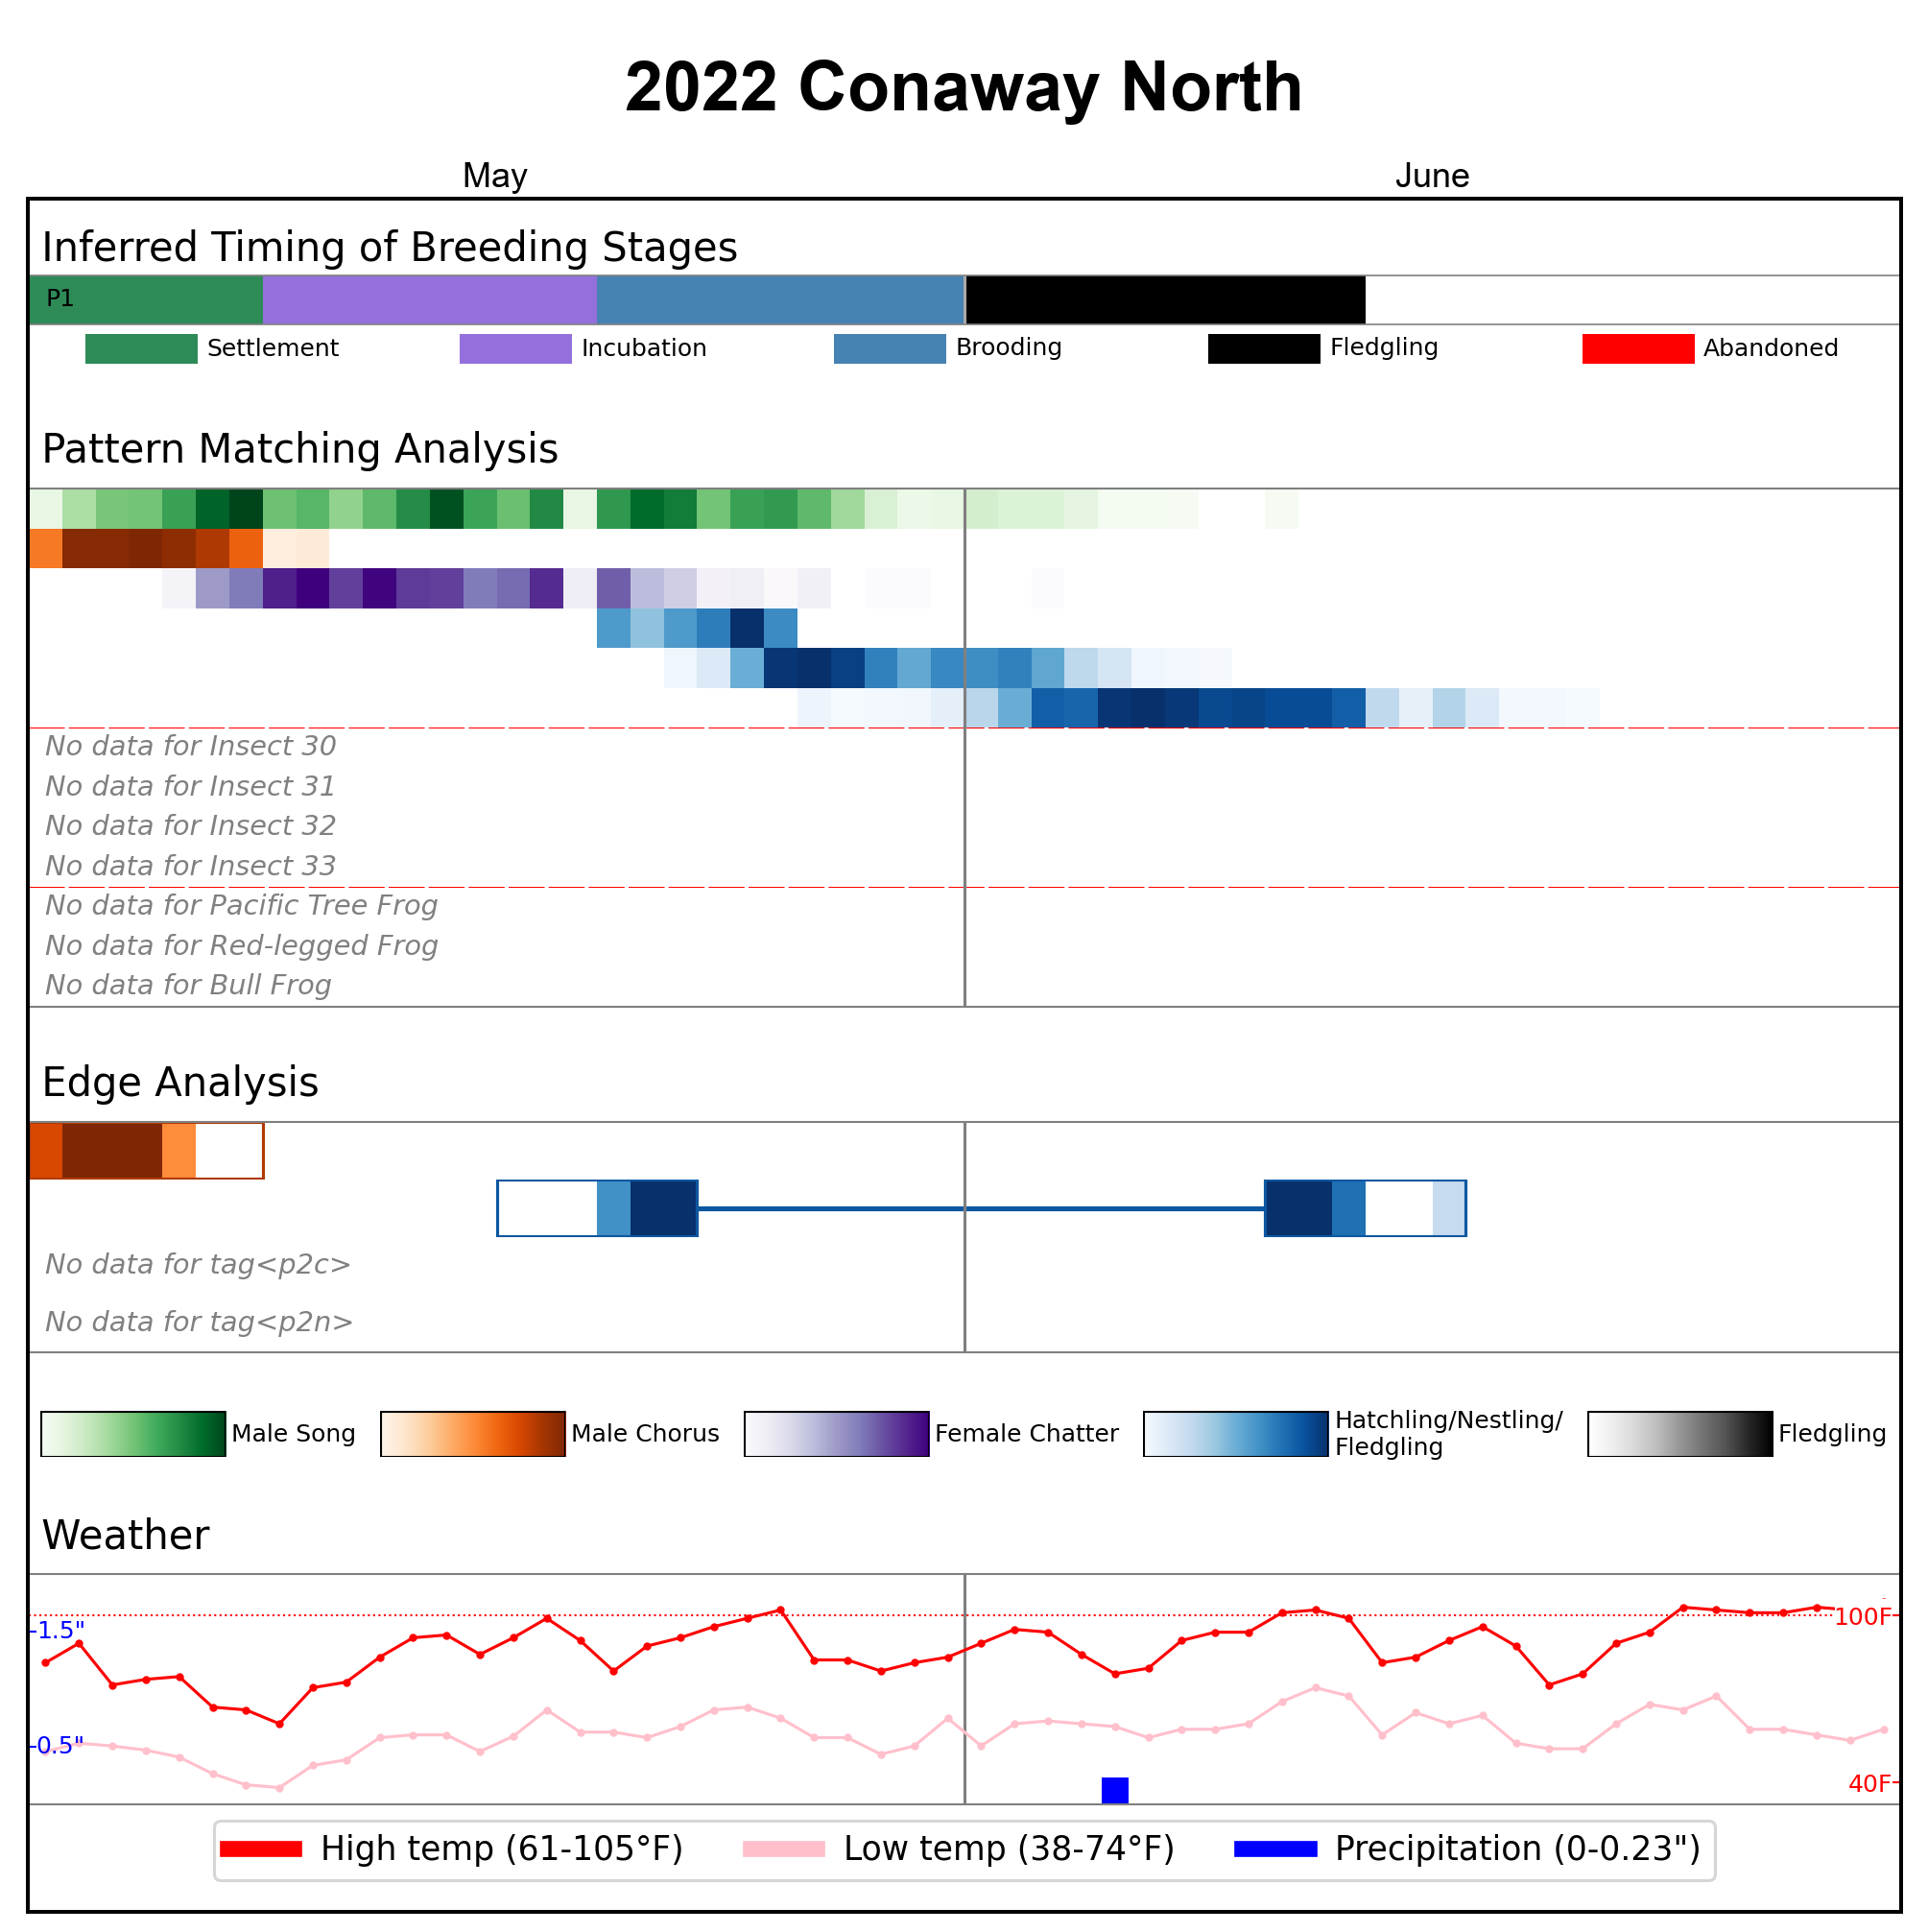 2022 Conaway North
May June
Inferred Timing of Breeding Stages
P1
Settlement Incubation Brooding Fledgling Abandoned
Pattern Matching Analysis
No data for Insect 30
No data for Insect 31
No data for Insect 32
No data for Insect 33
No data for Pacific Tree Frog
No data for Red-legged Frog
No data for Bull Frog
Edge Analysis
No data for tag<p2c>
No data for tag<p2n>
Male Song Male Chorus Female Chatter Hatchling/Nestling/
Fledgling Fledgling
Weather
100F
1.5"
0.5"
40F
High temp (61-105°F) Low temp (38-74°F) Precipitation (0-0.23")